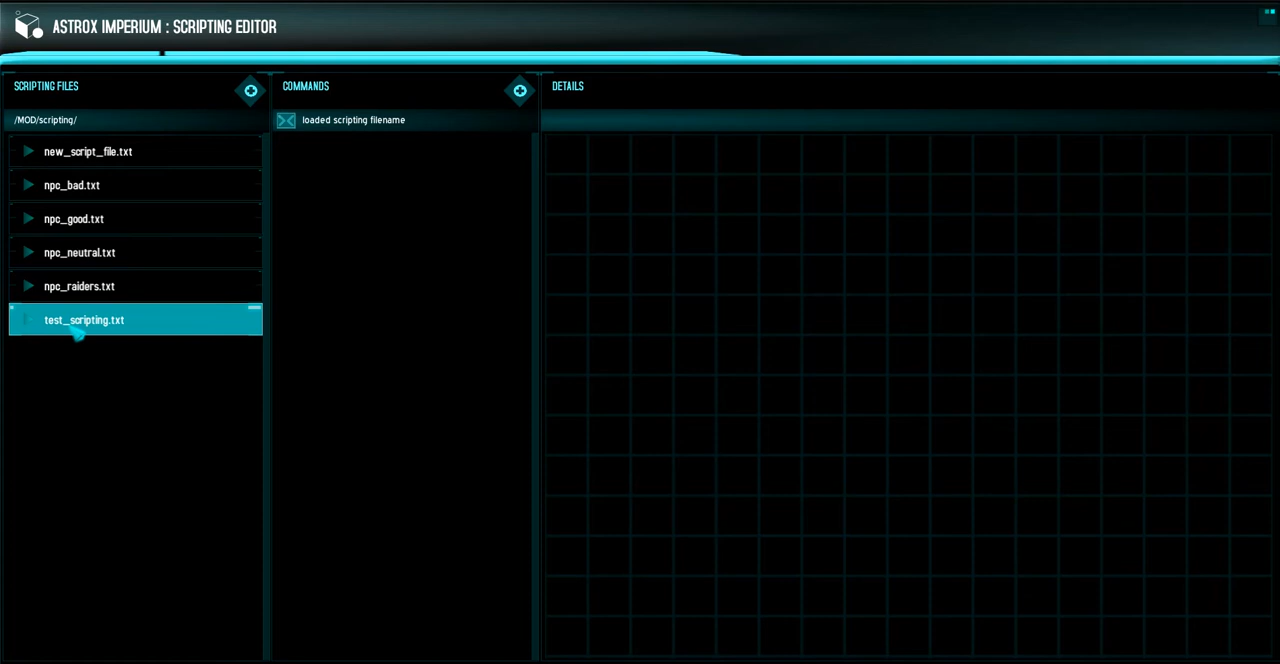 ASTROX IMPERIUM : SCRIPTING EDITOR
SCRIPTING FILES
/MOD/scripting/
new_script_file.txt
npc_bad.txt
npc_good.txt
npc_neutral.txt
npc_raiders.txt
test_scripting.txt
COMMANDS
loaded scripting filename
DETAILS